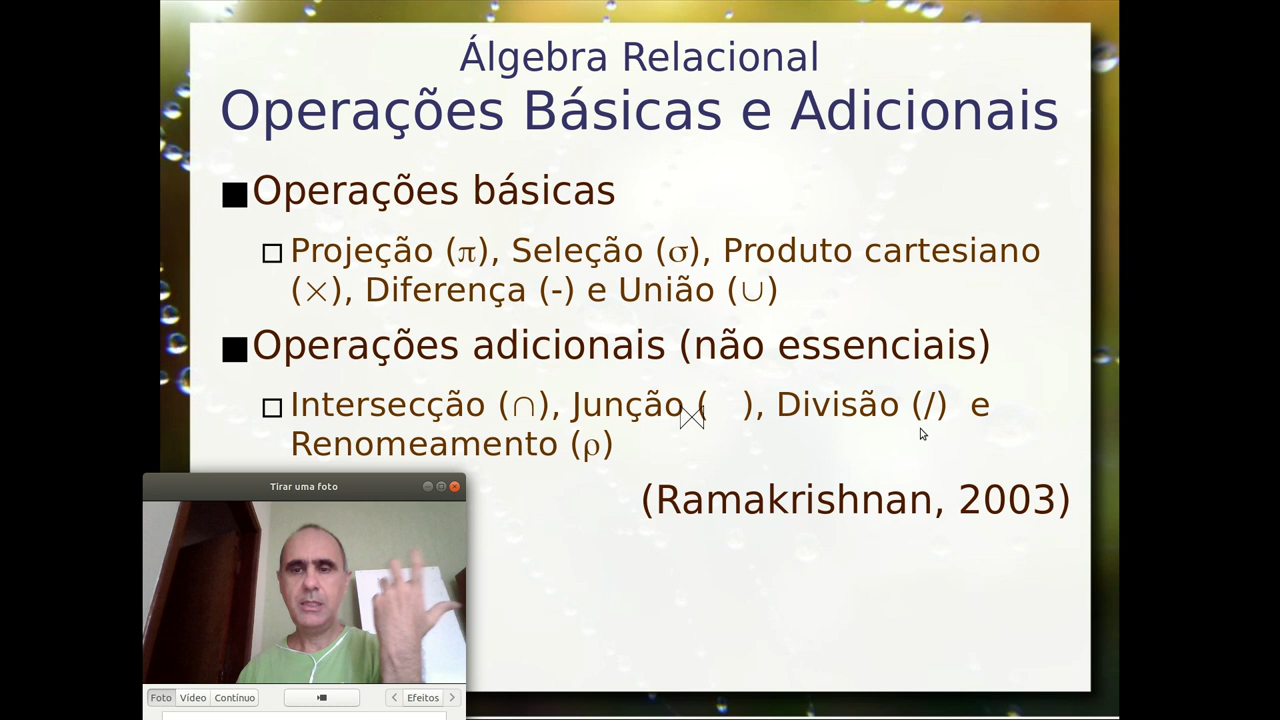 Álgebra Relacional
Operações Básicas e Adicionais
Operações básicas
Projeção (π), Seleção (σ), Produto cartesiano
(×), Diferença (-) e União (∪)
Operações adicionais (não essenciais)
Intersecção (∩), Junção (⋈), Divisão (/) e
Renomeamento (ρ)
(Ramakrishnan, 2003)
Tirar uma foto
Foto Vídeo Contínuo Efeitos